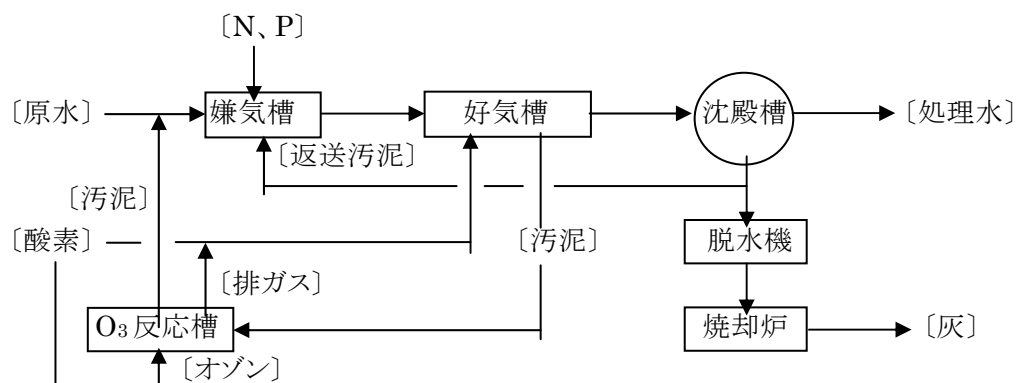 〔N、P〕
〔原水〕
嫌気槽
好気槽
沈殿槽
〔処理水〕
〔返送汚泥〕
〔汚泥〕
〔酸素〕
〔汚泥〕
脱水機
〔排ガス〕
O₃反応槽
焼却炉
〔灰〕
〔オゾン〕